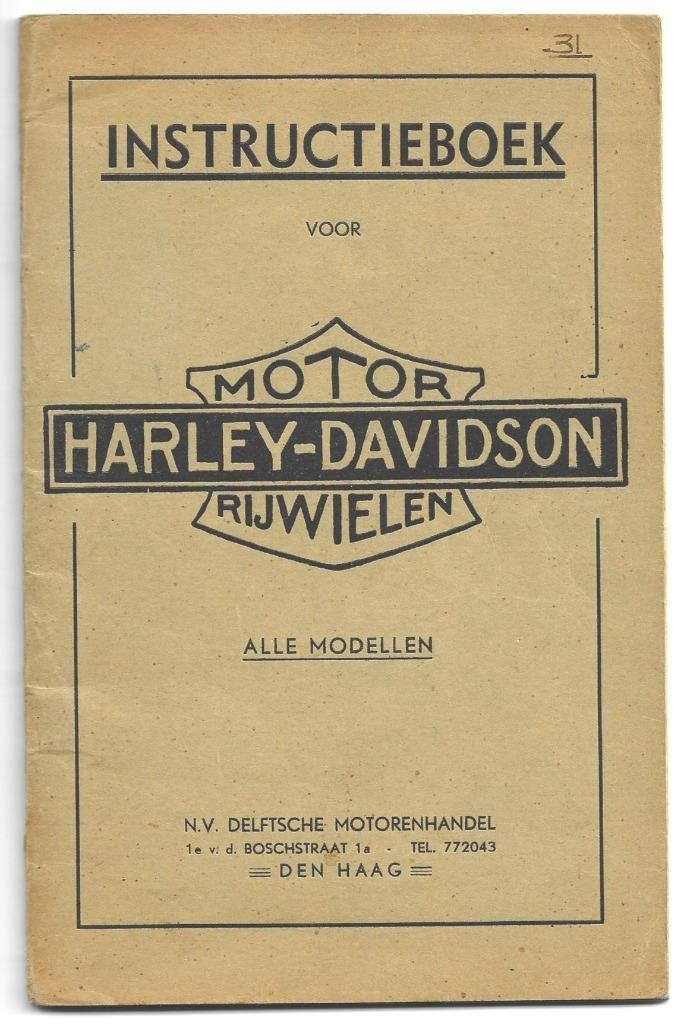 31
INSTRUCTIEBOEK
VOOR
MOTOR
HARLEY-DAVIDSON
RIJWIELEN
ALLE MODELLEN
N.V. DELFTSCHE MOTORENHANDEL
1e v. d. BOSCHSTRAAT 1a - TEL. 772043
DEN HAAG